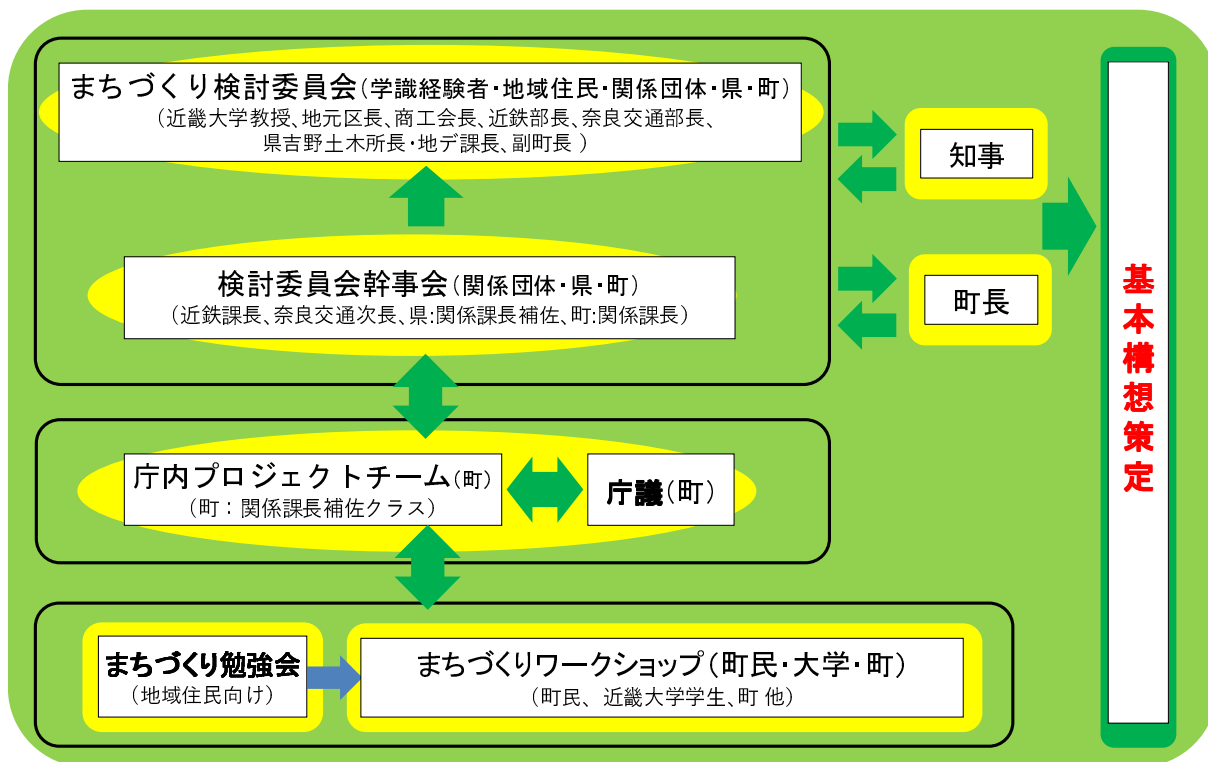 まちづくり検討委員会(学識経験者・地域住民・関係団体・県・町)
(近畿大学教授、地元区長、商工会長、近鉄部長、奈良交通部長、
県吉野土木所長・地デ課長、副町長 )
知事
検討委員会幹事会(関係団体・県・町)
(近鉄課長、奈良交通次長、県:関係課長補佐、町:関係課長)
町長
庁内プロジェクトチーム(町)
(町：関係課長補佐クラス)
庁議(町)
まちづくり勉強会
(地域住民向け)
まちづくりワークショップ(町民・大学・町)
(町民、近畿大学学生、町 他)
基本構想策定